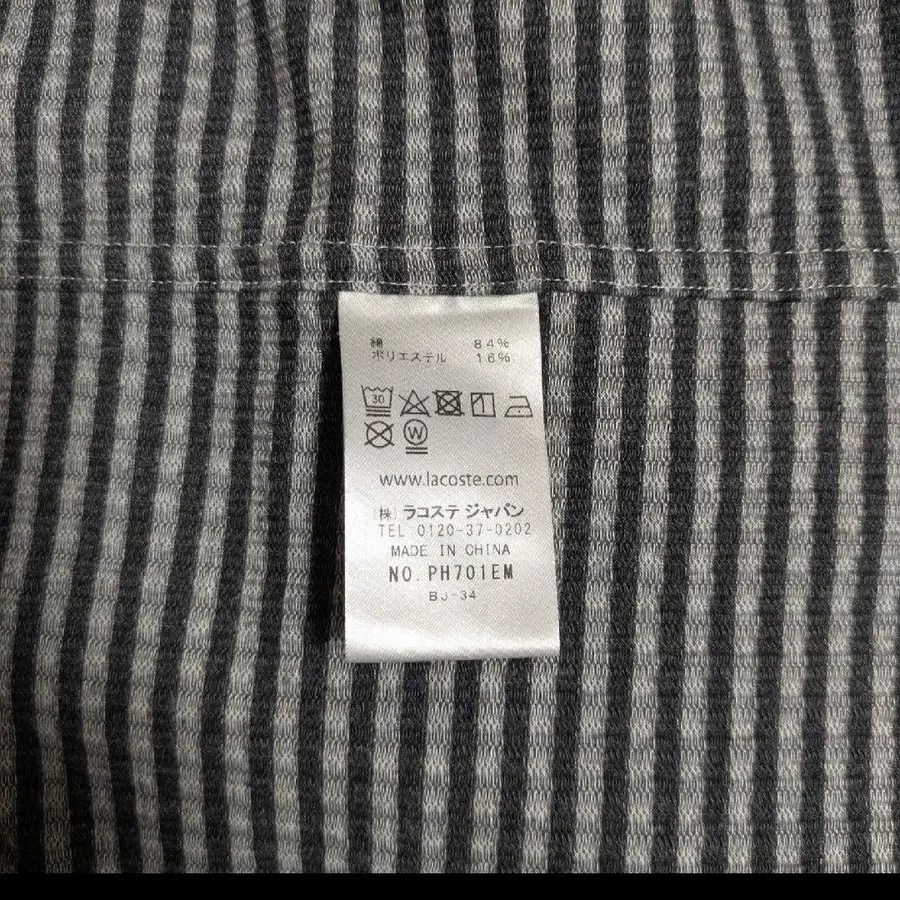 綿 84%
ポリエステル 16%
30
W
www.lacoste.com
(株) ラコステ ジャパン
TEL 0120-37-0202
MADE IN CHINA
NO. PH701EM
BJ-34